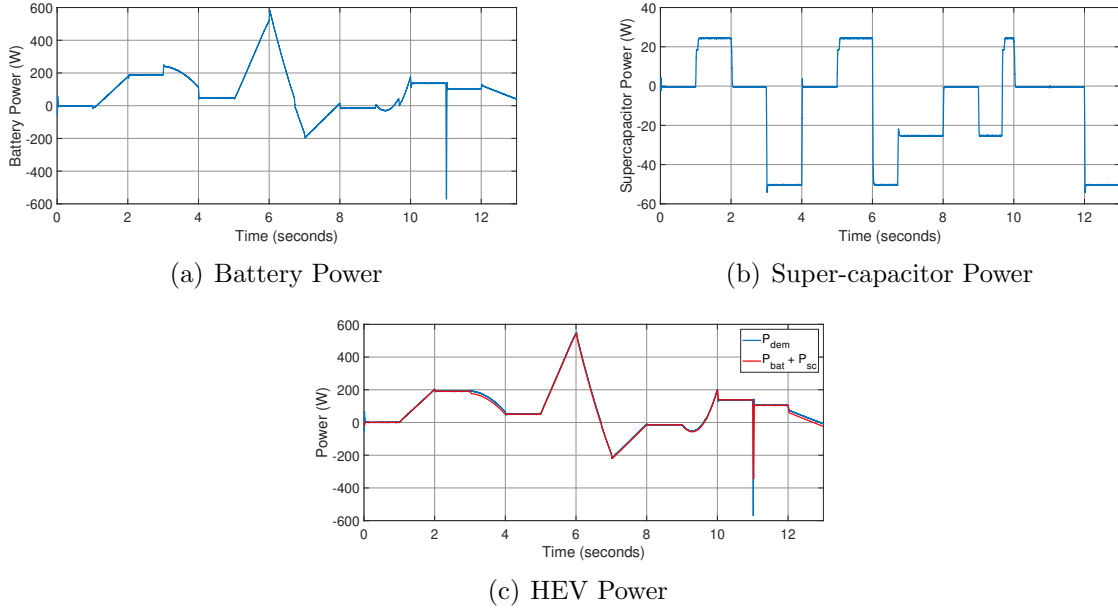 600
400
200
0
-200
-400
-600
Battery Power (W)
0 2 4 6 8 10 12
Time (seconds)
(a) Battery Power
40
20
0
-20
-40
-60
Supercapacitor Power (W)
0 2 4 6 8 10 12
Time (seconds)
(b) Super-capacitor Power
600
400
200
0
-200
-400
-600
Power (W)
P_dem
P_bat + P_sc
0 2 4 6 8 10 12
Time (seconds)
(c) HEV Power